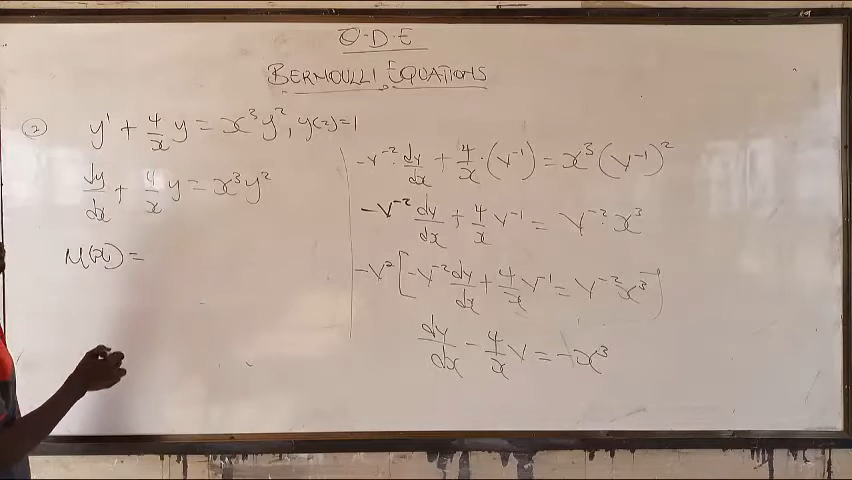 O.D.E
BERNOULLI EQUATIONS
② y' + 4/x y = x³y², y(2)=1
dy/dx + 4/x y = x³y²
M(x) =
-v⁻² · dy/dx + 4/x · (v⁻¹) = x³(v⁻¹)²
-v⁻² dy/dx + 4/x v⁻¹ = v⁻² · x³
-v² [-v⁻² dy/dx + 4/x v⁻¹ = v⁻² x³]
dy/dx - 4/x v = -x³